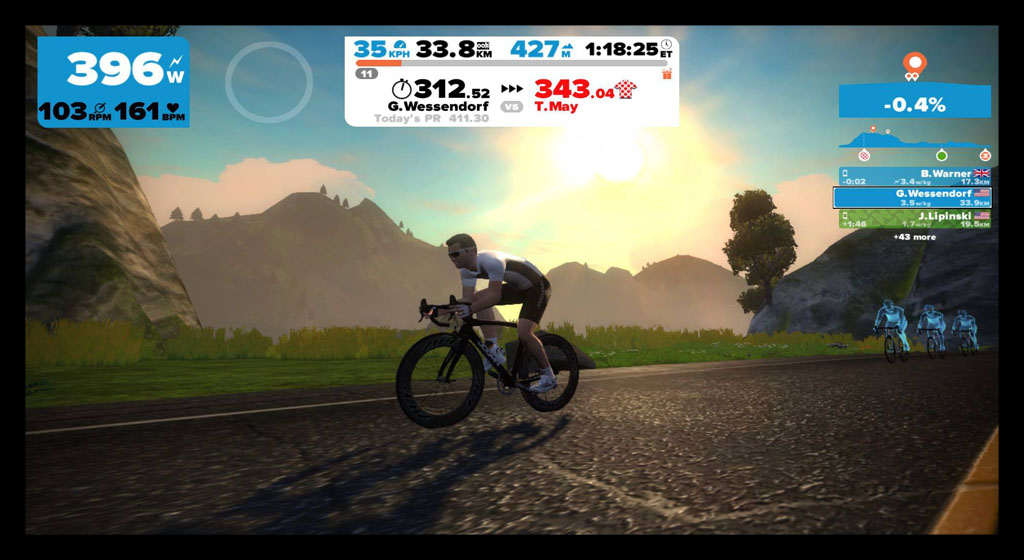 396W
103RPM 161BPM
35KPH 33.8KM 427M 1:18:25ET
11
312.52 343.04
G.Wessendorf VS T.May
Today's PR 411.30
-0.4%
B.Warner
-0:02 3.4w/kg 17.3KM
G.Wessendorf
3.5w/kg 33.9KM
J.Lipinski
+1:46 1.7w/kg 19.5KM
+43 more